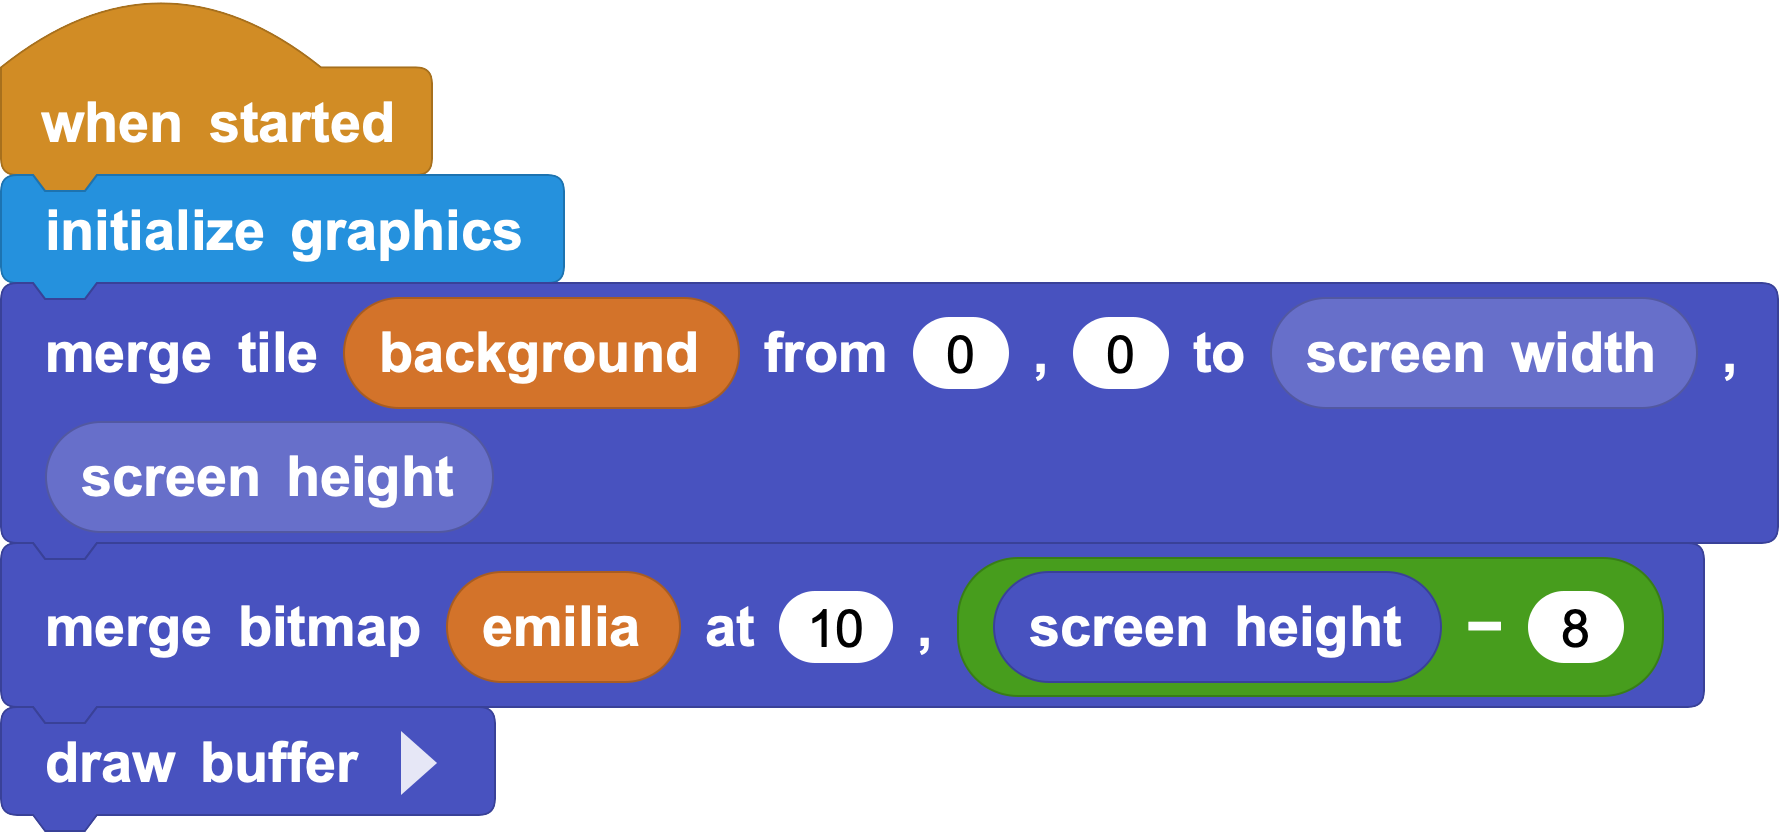 when started
initialize graphics
merge tile background from 0 , 0 to screen width ,
screen height
merge bitmap emilia at 10 , screen height − 8
draw buffer